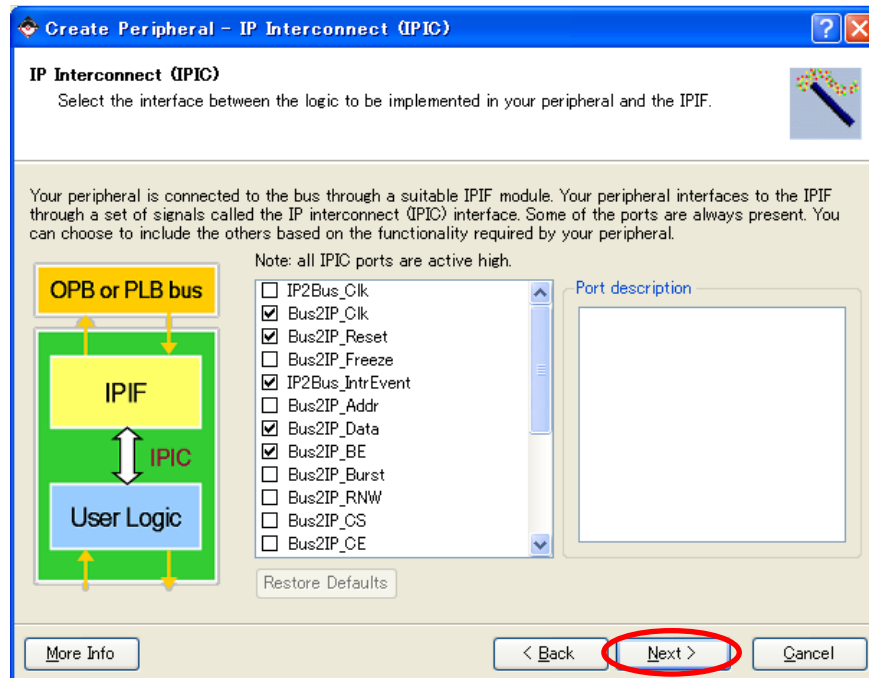 Create Peripheral - IP Interconnect (IPIC)
IP Interconnect (IPIC)
Select the interface between the logic to be implemented in your peripheral and the IPIF.
Your peripheral is connected to the bus through a suitable IPIF module. Your peripheral interfaces to the IPIF
through a set of signals called the IP interconnect (IPIC) interface. Some of the ports are always present. You
can choose to include the others based on the functionality required by your peripheral.
Note: all IPIC ports are active high.
OPB or PLB bus
IPIF
IPIC
User Logic
IP2Bus_Clk
Bus2IP_Clk
Bus2IP_Reset
Bus2IP_Freeze
IP2Bus_IntrEvent
Bus2IP_Addr
Bus2IP_Data
Bus2IP_BE
Bus2IP_Burst
Bus2IP_RNW
Bus2IP_CS
Bus2IP_CE
Port description
Restore Defaults
More Info
< Back
Next >
Cancel